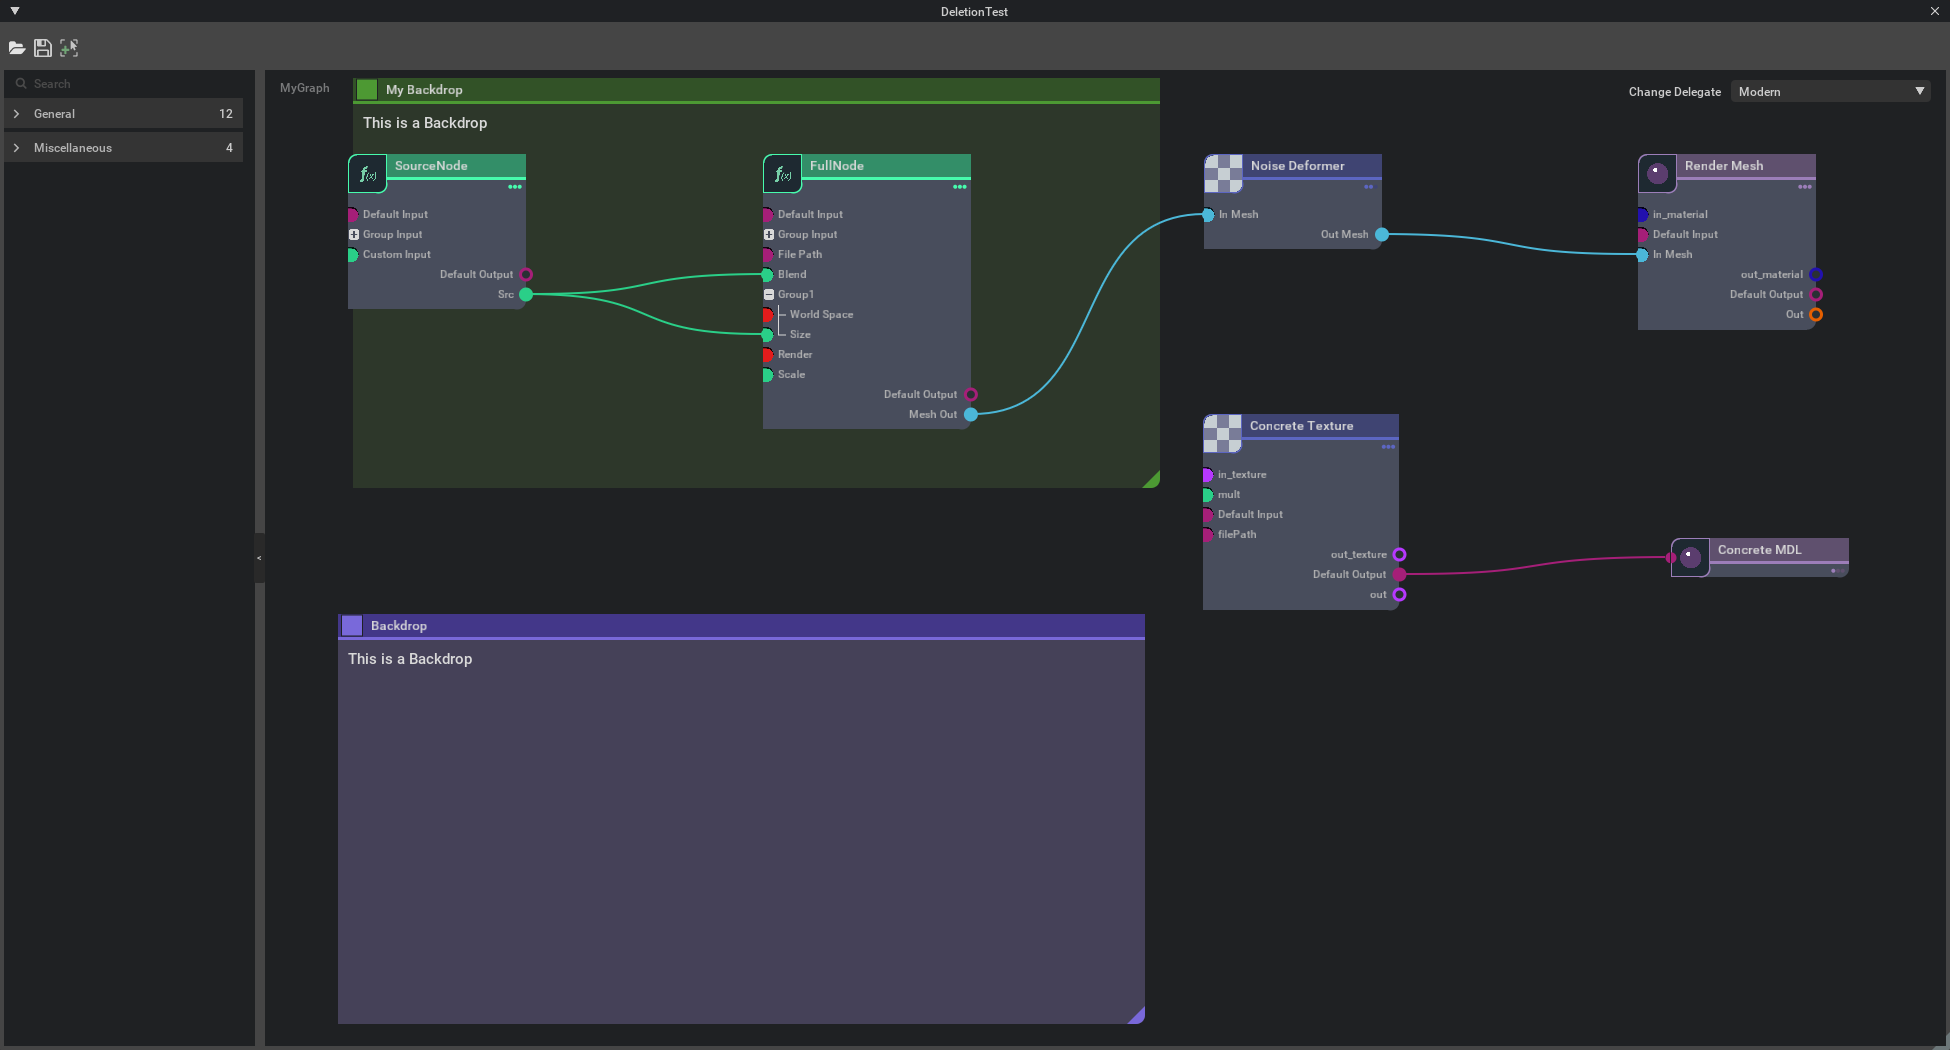 DeletionTest
Search
General 12
Miscellaneous 4
MyGraph
Change Delegate Modern
My Backdrop
This is a Backdrop
SourceNode
Default Input
Group Input
Custom Input
Default Output
Src
FullNode
Default Input
Group Input
File Path
Blend
Group1
World Space
Size
Render
Scale
Default Output
Mesh Out
Noise Deformer
In Mesh
Out Mesh
Render Mesh
in_material
Default Input
In Mesh
out_material
Default Output
Out
Concrete Texture
in_texture
mult
Default Input
filePath
out_texture
Default Output
out
Concrete MDL
Backdrop
This is a Backdrop